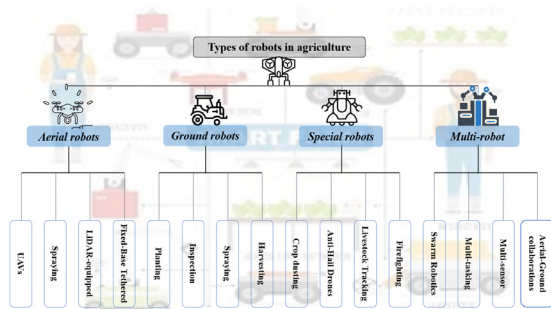 Types of robots in agriculture
Aerial robots
Ground robots
Special robots
Multi-robot
UAVs
Spraying
LiDAR-equipped
Fixed-Base Tethered
Planting
Inspection
Spraying
Harvesting
Crop dusting
Anti-Hail Drones
Livestock Tracking
Firefighting
Swarm Robotics
Multi-tasking
Multi-sensor
Aerial-Ground
collaborations